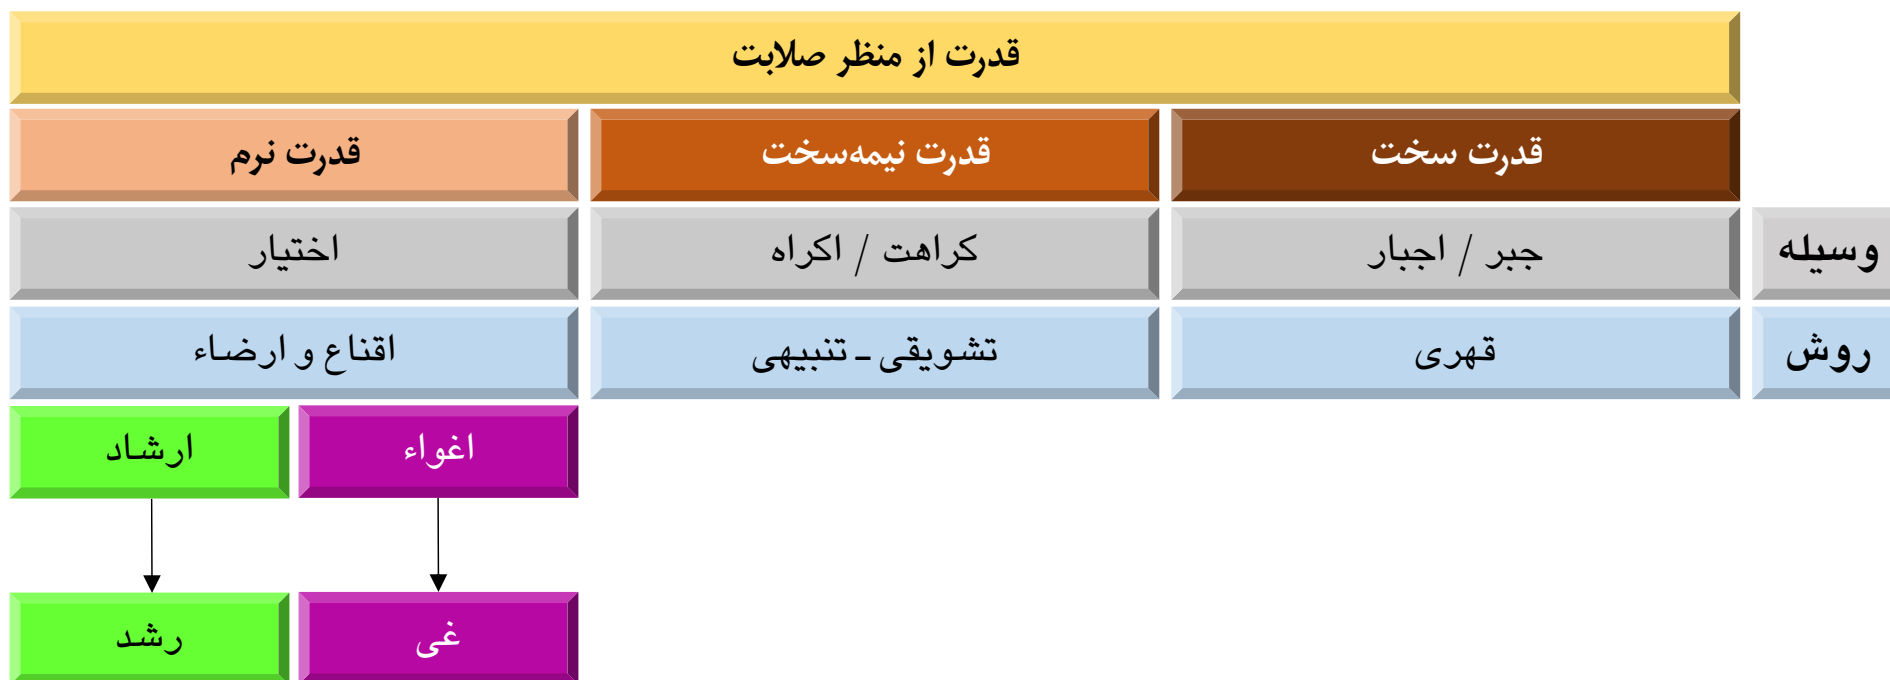 قدرت از منظر صلابت
قدرت سخت
قدرت نیمه‌سخت
قدرت نرم
وسیله
جبر / اجبار
کراهت / اکراه
اختیار
روش
قهری
تشویقی ـ تنبیهی
اقناع و ارضاء
اغواء
ارشاد
غی
رشد